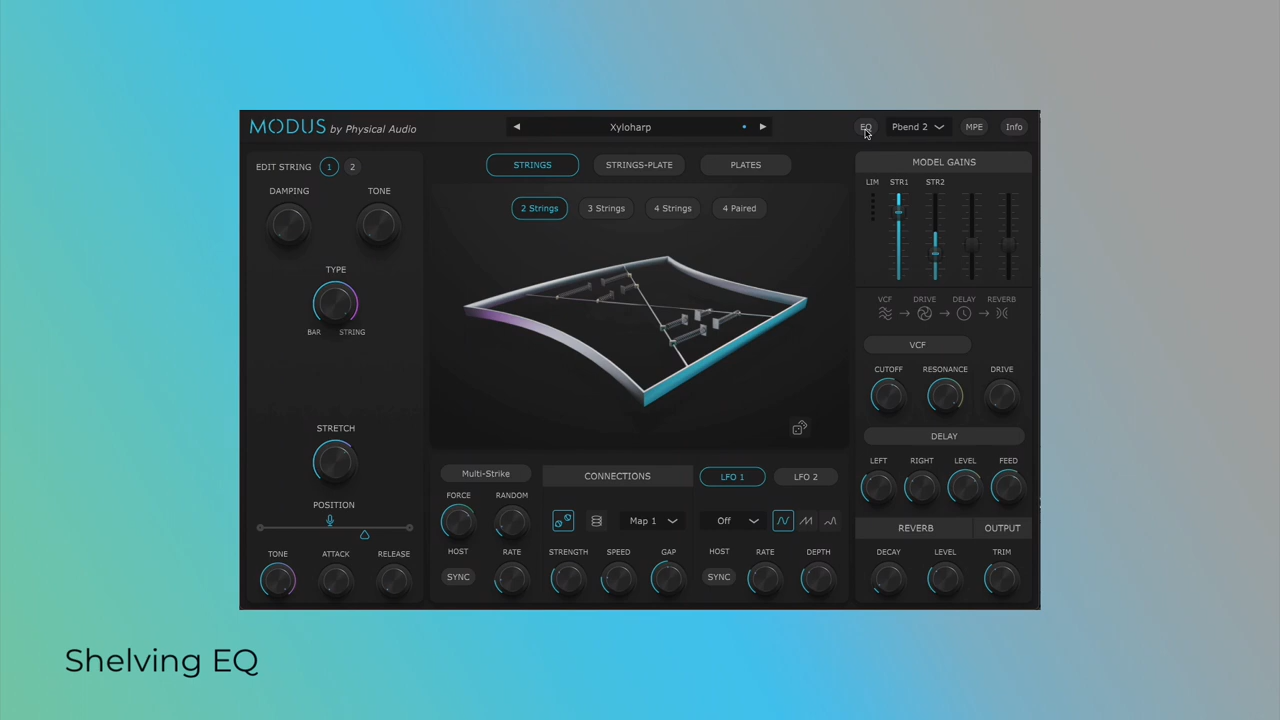 MODUS by Physical Audio
Xyloharp
EQ
Pbend 2
MPE
Info
EDIT STRING 1 2
DAMPING
TONE
TYPE
BAR
STRING
STRETCH
POSITION
TONE
ATTACK
RELEASE
STRINGS
STRINGS-PLATE
PLATES
2 Strings
3 Strings
4 Strings
4 Paired
Multi-Strike
FORCE
RANDOM
HOST
RATE
SYNC
CONNECTIONS
Map 1
STRENGTH
SPEED
GAP
LFO 1
LFO 2
Off
HOST
RATE
DEPTH
SYNC
MODEL GAINS
LIM
STR1
STR2
VCF
DRIVE
DELAY
REVERB
VCF
CUTOFF
RESONANCE
DRIVE
DELAY
LEFT
RIGHT
LEVEL
FEED
REVERB
OUTPUT
DECAY
LEVEL
TRIM
Shelving EQ